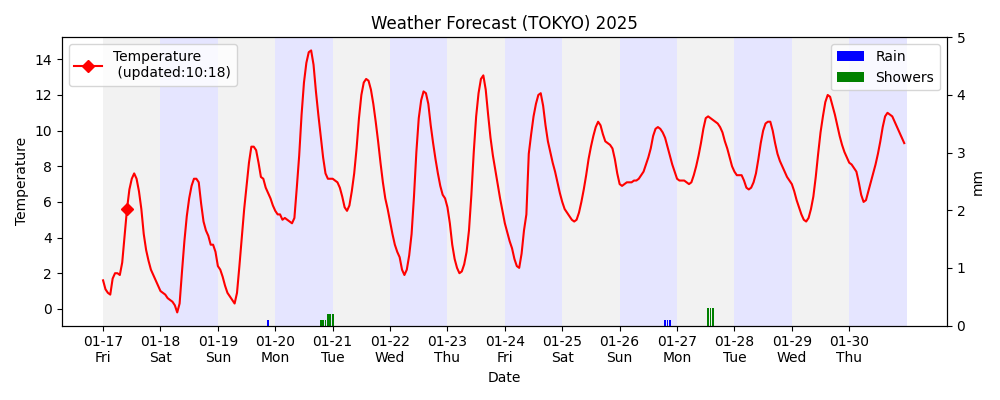 Weather Forecast (TOKYO) 2025
Temperature
(updated:10:18)
Rain
Showers
Temperature
14
12
10
8
6
4
2
0
5
4
3
2
1
0
mm
01-17 01-18 01-19 01-20 01-21 01-22 01-23 01-24 01-25 01-26 01-27 01-28 01-29 01-30
Fri Sat Sun Mon Tue Wed Thu Fri Sat Sun Mon Tue Wed Thu
Date